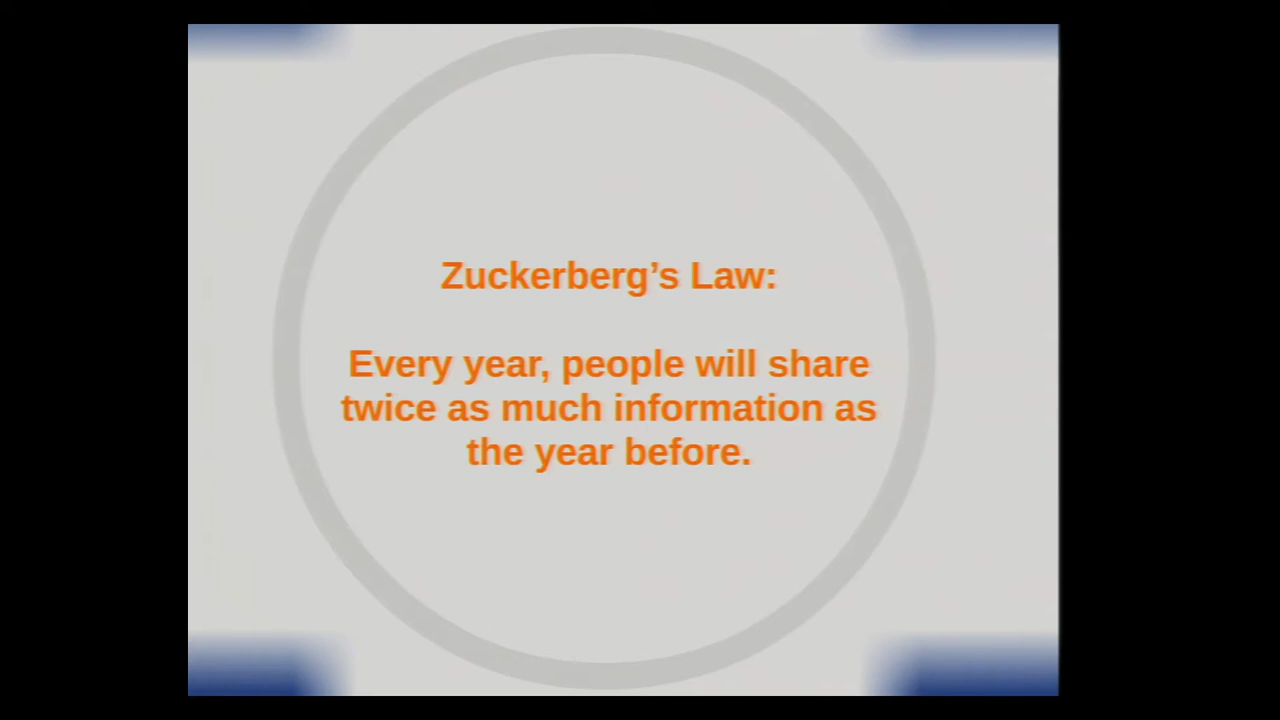 Zuckerberg’s Law:
Every year, people will share
twice as much information as
the year before.